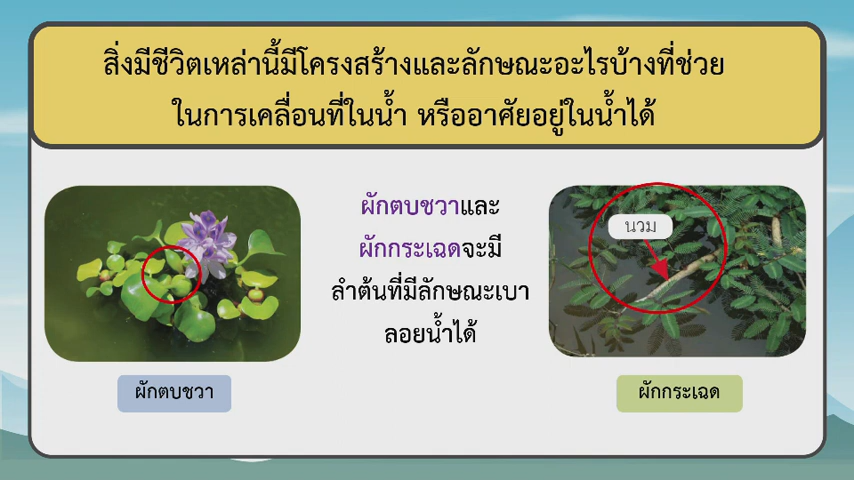 สิ่งมีชีวิตเหล่านี้มีโครงสร้างและลักษณะอะไรบ้างที่ช่วย
ในการเคลื่อนที่ในน้ำ หรืออาศัยอยู่ในน้ำได้
ผักตบชวาและ
ผักกระเฉดจะมี
ลำต้นที่มีลักษณะเบา
ลอยน้ำได้
นวม
ผักตบชวา
ผักกระเฉด